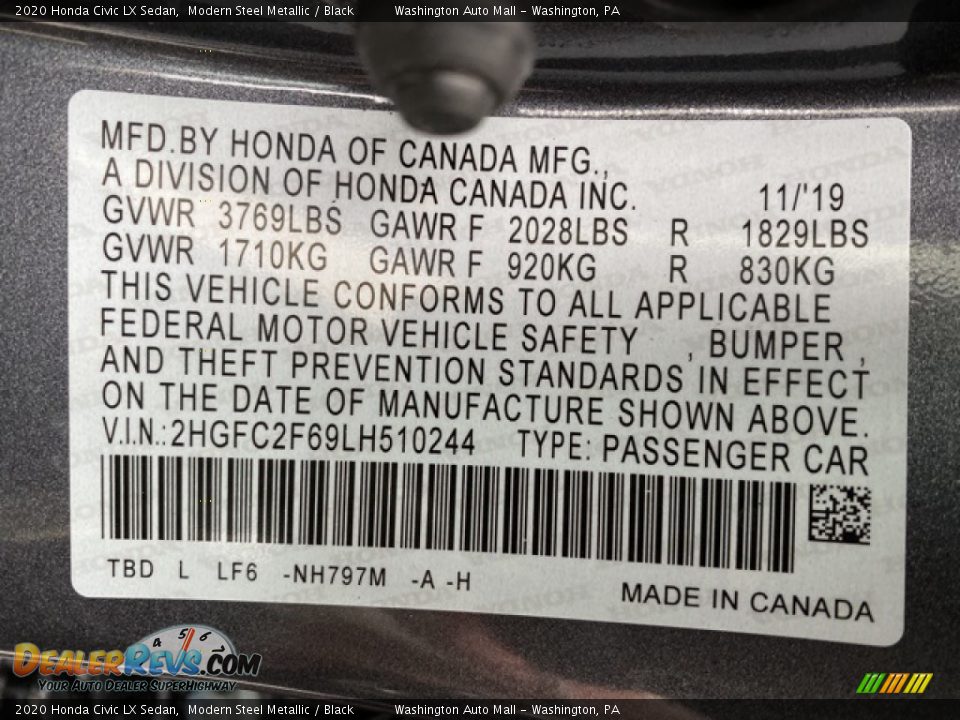 2020 Honda Civic LX Sedan, Modern Steel Metallic / Black Washington Auto Mall - Washington, PA
MFD.BY HONDA OF CANADA MFG.,
A DIVISION OF HONDA CANADA INC. 11/'19
GVWR 3769LBS GAWR F 2028LBS R 1829LBS
GVWR 1710KG GAWR F 920KG R 830KG
THIS VEHICLE CONFORMS TO ALL APPLICABLE
FEDERAL MOTOR VEHICLE SAFETY , BUMPER ,
AND THEFT PREVENTION STANDARDS IN EFFECT
ON THE DATE OF MANUFACTURE SHOWN ABOVE.
V.I.N.:2HGFC2F69LH510244 TYPE: PASSENGER CAR
TBD L LF6 -NH797M -A -H
MADE IN CANADA
4 5 6
DEALERREVS.COM
YOUR AUTO DEALER SUPERHIGHWAY
2020 Honda Civic LX Sedan, Modern Steel Metallic / Black Washington Auto Mall - Washington, PA